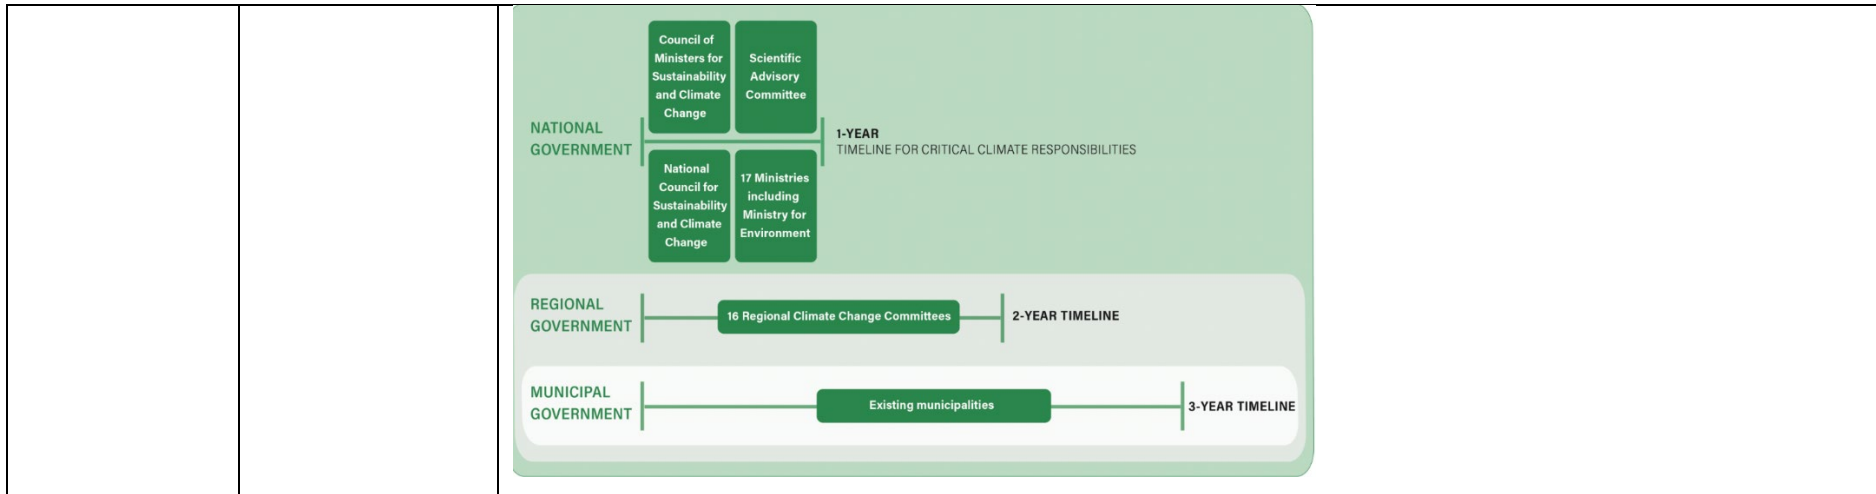 Council of
Ministers for
Sustainability
and Climate
Change
Scientific
Advisory
Committee
NATIONAL
GOVERNMENT
1-YEAR
TIMELINE FOR CRITICAL CLIMATE RESPONSIBILITIES
National
Council for
Sustainability
and Climate
Change
17 Ministries
including
Ministry for
Environment
REGIONAL
GOVERNMENT
16 Regional Climate Change Committees
2-YEAR TIMELINE
MUNICIPAL
GOVERNMENT
Existing municipalities
3-YEAR TIMELINE